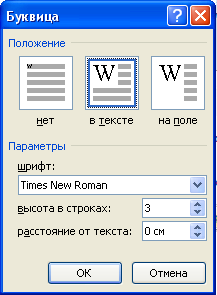 Буквица
Положение
W W W
нет в тексте на поле
Параметры
шрифт:
Times New Roman
высота в строках: 3
расстояние от текста: 0 см
ОК Отмена